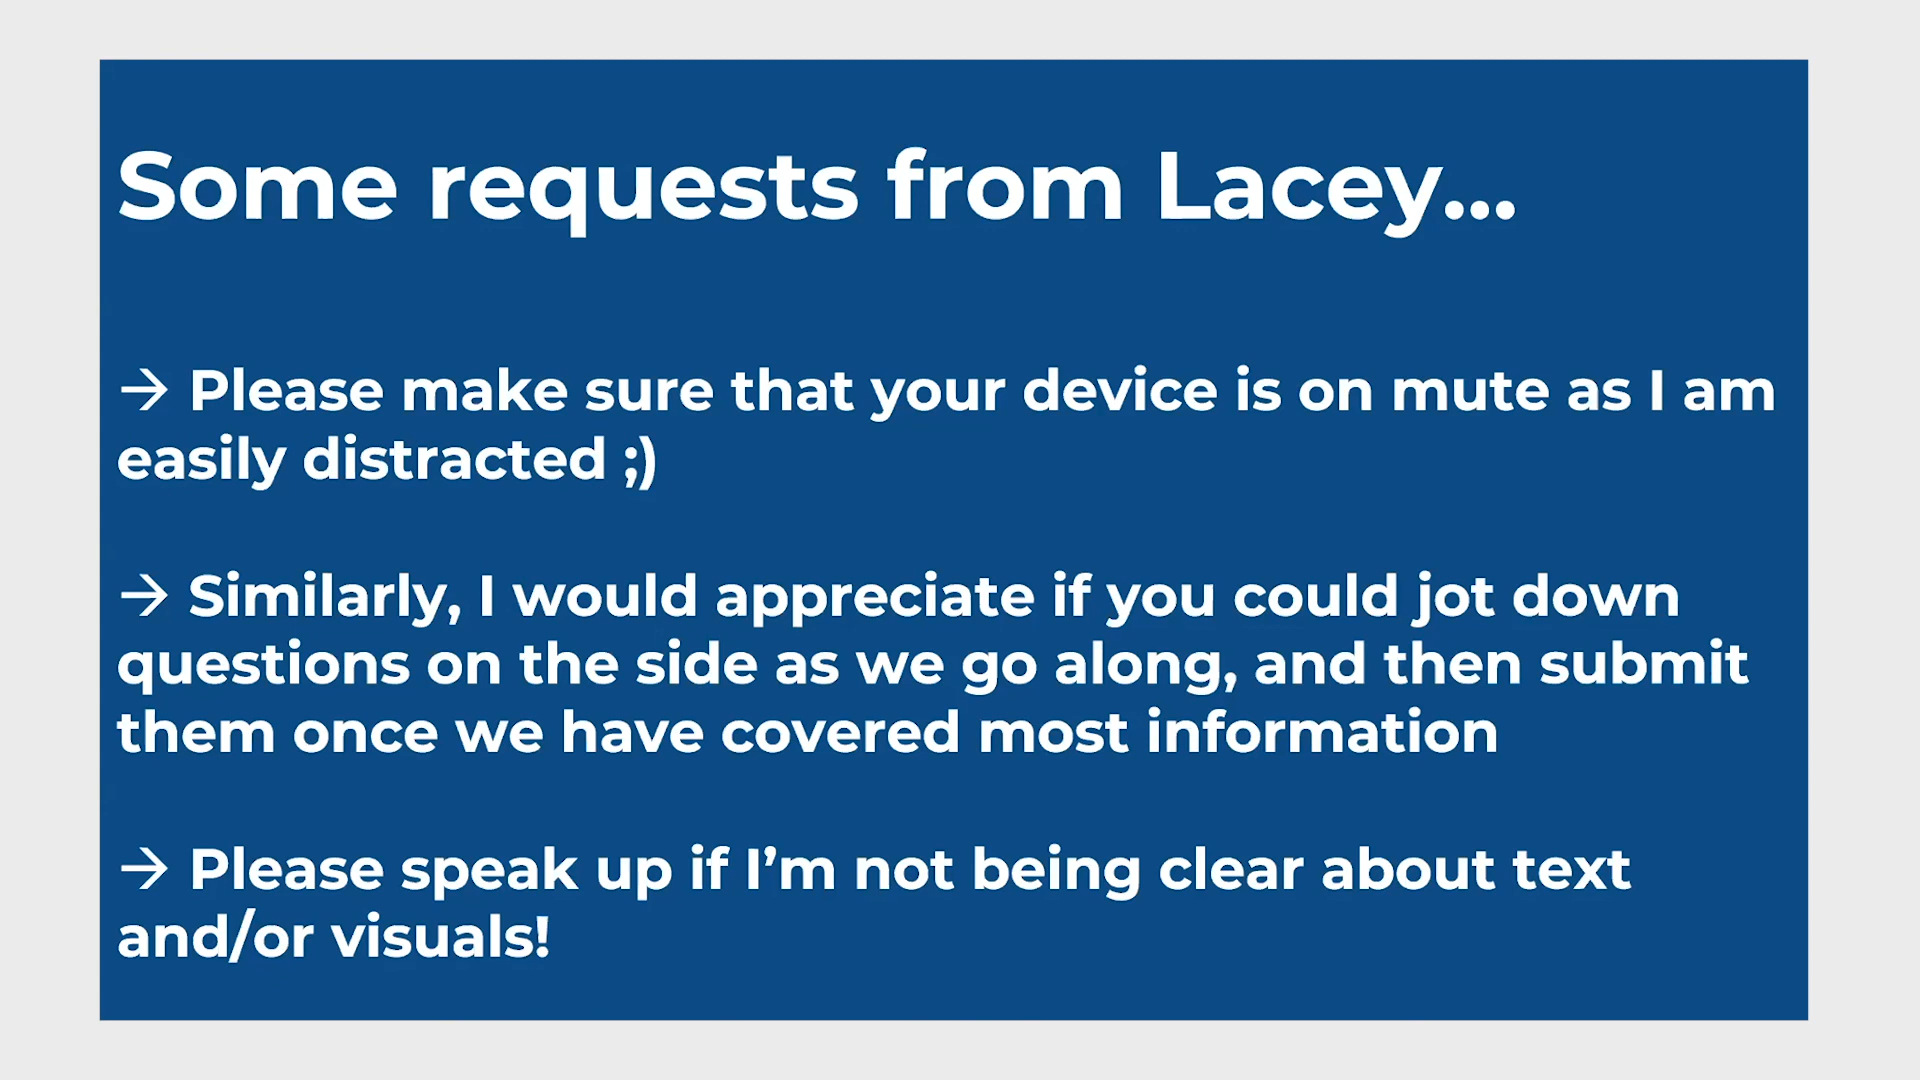 Some requests from Lacey...
→ Please make sure that your device is on mute as I am
easily distracted ;)
→ Similarly, I would appreciate if you could jot down
questions on the side as we go along, and then submit
them once we have covered most information
→ Please speak up if I’m not being clear about text
and/or visuals!